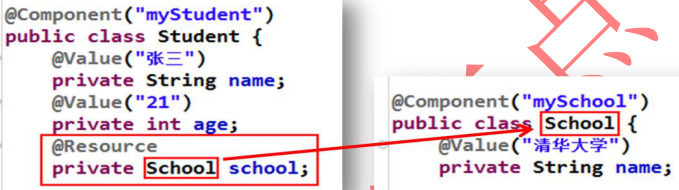 @Component("myStudent")
public class Student {
@Value("张三")
private String name;
@Value("21")
private int age;
@Resource
private School school;
@Component("mySchool")
public class School {
@Value("清华大学")
private String name;